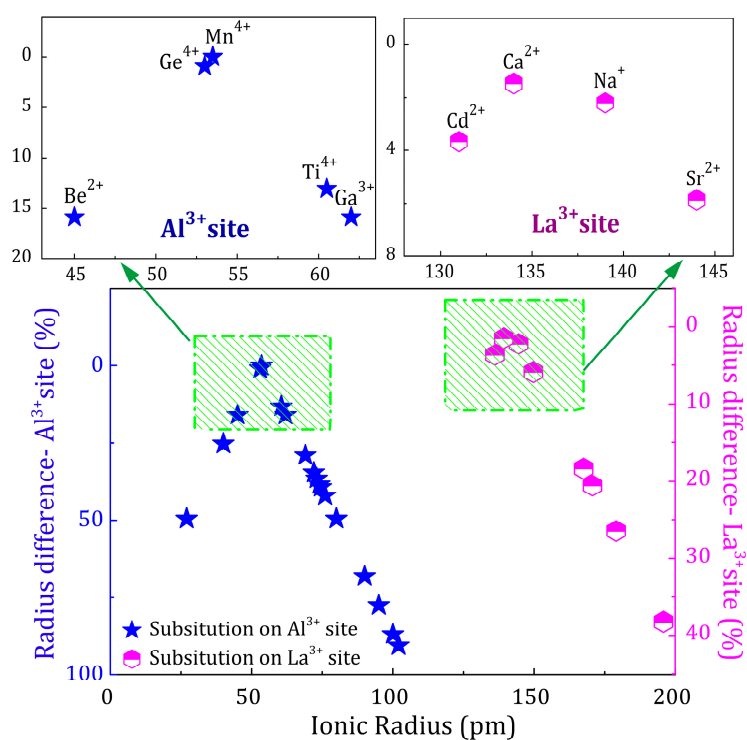 0
5
10
15
20
Mn4+
Ge4+
Be2+
Ti4+
Ga3+
Al3+site
45 50 55 60
0
4
8
Ca2+
Na+
Cd2+
Sr2+
La3+site
130 135 140 145
Radius difference- Al3+site (%)
0
50
100
Subsitution on Al3+ site
Subsitution on La3+ site
0 50 100 150 200
Ionic Radius (pm)
0
10
20
30
40
Radius difference- La3+site (%)